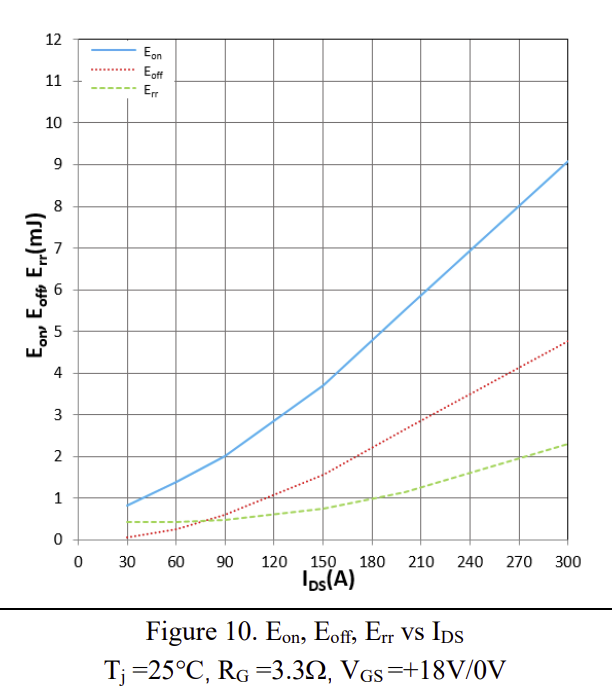 12
11
10
9
8
7
6
5
4
3
2
1
0
E_on
E_off
E_rr
E_on, E_off, E_rr(mJ)
0 30 60 90 120 150 180 210 240 270 300
I_DS(A)
Figure 10. E_on, E_off, E_rr vs I_DS
T_j =25°C, R_G =3.3Ω, V_GS =+18V/0V